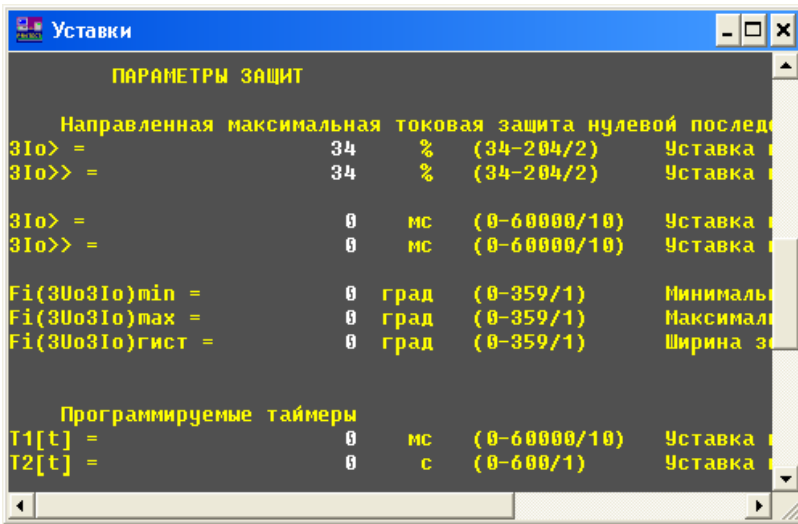 Уставки
ПАРАМЕТРЫ ЗАЩИТ
Направленная максимальная токовая защита нулевой
3Io> = 34 % (34-204/2) Уставка
3Io>> = 34 % (34-204/2) Уставка
3Io> = 0 мс (0-60000/10) Уставка
3Io>> = 0 мс (0-60000/10) Уставка
Fi(3Uo3Io)min = 0 град (0-359/1)
Fi(3Uo3Io)max = 0 град (0-359/1)
Fi(3Uo3Io)гист = 0 град (0-359/1) Ширина
Программируемые таймеры
T1[t] = 0 мс (0-60000/10) Уставка
T2[t] = 0 с (0-600/1) Уставка